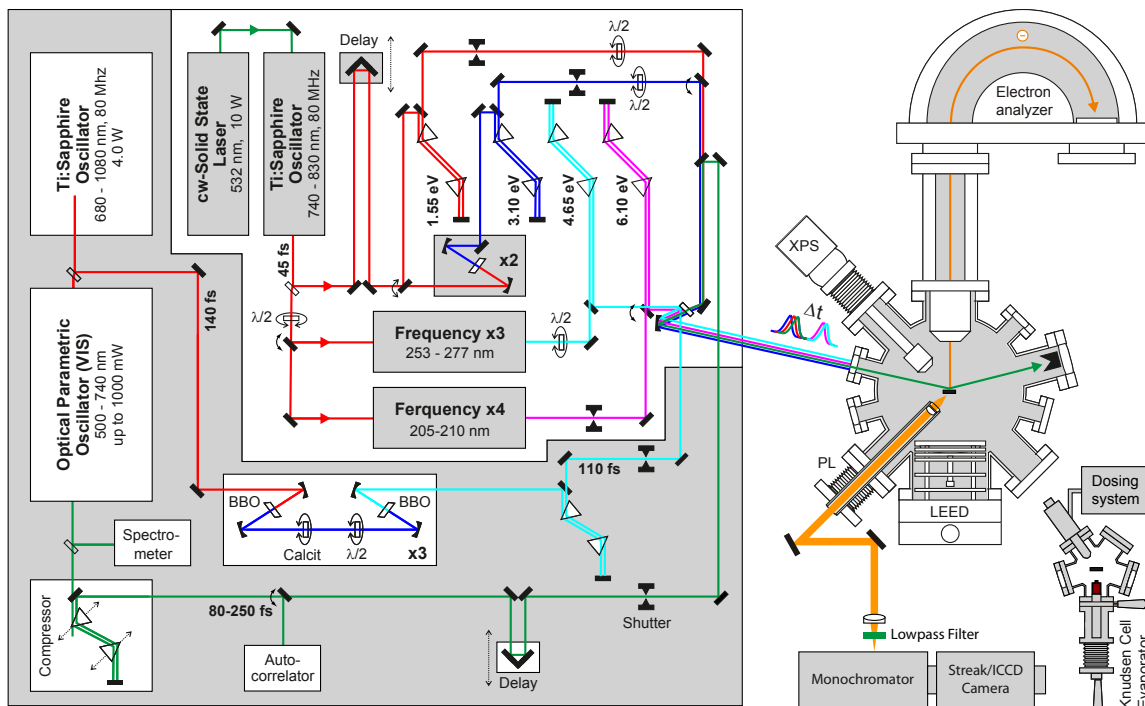 Ti:Sapphire
Oscillator
680 - 1080 nm, 80 Mhz
4.0 W
cw-Solid State
Laser
532 nm, 10 W
Ti:Sapphire
Oscillator
740 - 830 nm, 80 MHz
Delay
λ/2
λ/2
1.55 eV
3.10 eV
4.65 eV
6.10 eV
x2
45 fs
140 fs
λ/2
Frequency x3
253 - 277 nm
λ/2
Ferquency x4
205-210 nm
Optical Parametric
Oscillator (VIS)
500 - 740 nm
up to 1000 mW
110 fs
BBO
BBO
Calcit
λ/2
x3
Spectro-
meter
Compressor
80-250 fs
Auto-
correlator
Delay
Shutter
Electron
analyzer
XPS
Δt
PL
LEED
Dosing
system
Lowpass Filter
Monochromator
Streak/ICCD
Camera
Knudsen Cell
Evaporator